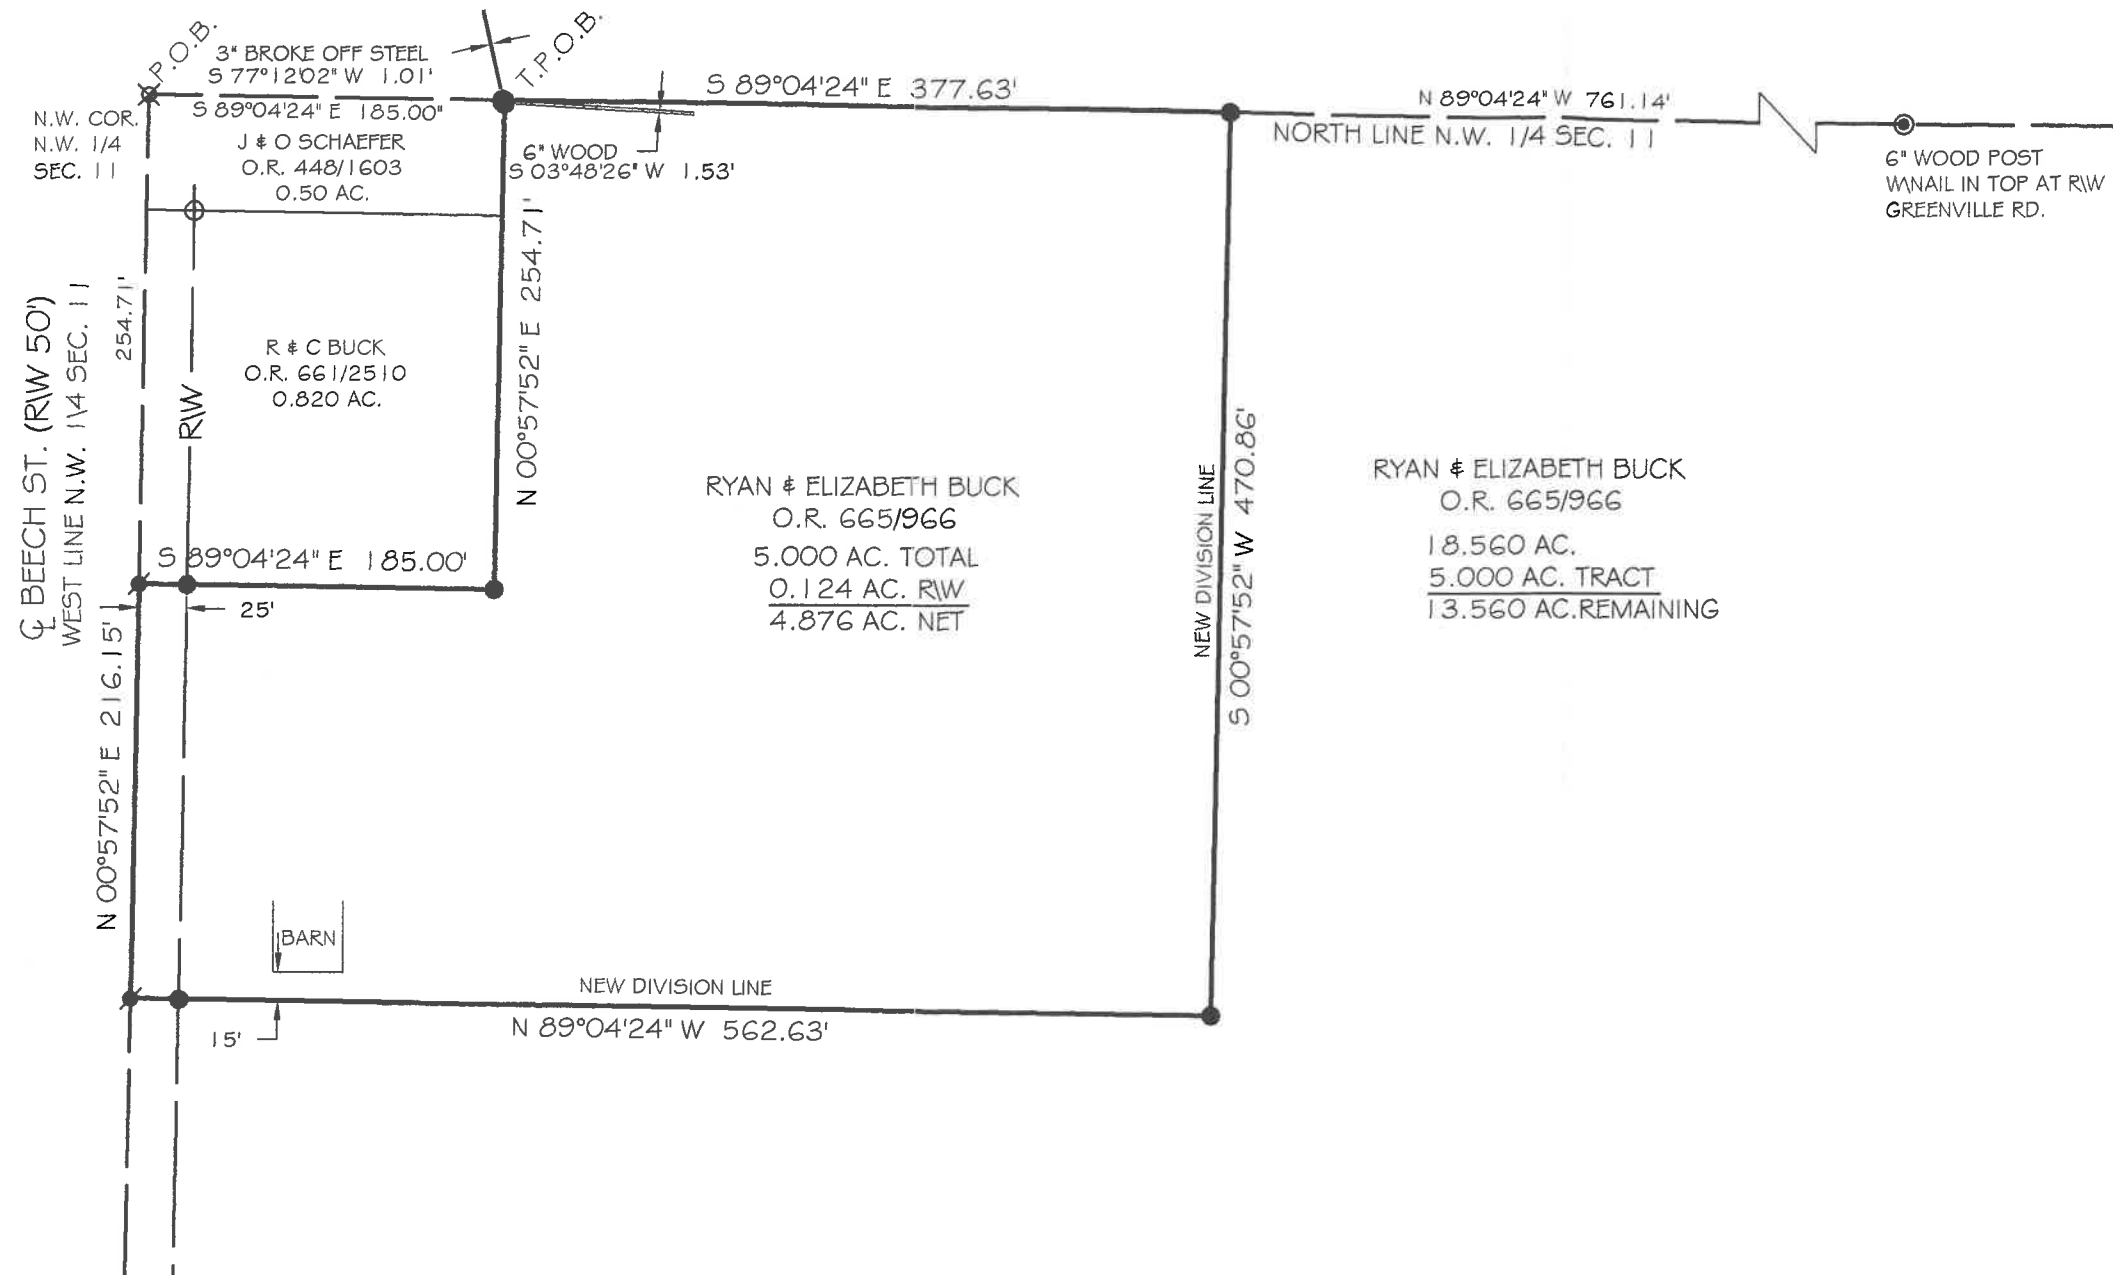 P.O.B.
3" BROKE OFF STEEL
S 77°12'02" W 1.01'
T.P.O.B.
S 89°04'24" E 185.00"
N.W. COR.
N.W. 1/4
SEC. 11
J & O SCHAEFER
O.R. 448/1603
0.50 AC.
6" WOOD
S 03°48'26" W 1.53'
S 89°04'24" E 377.63'
N 89°04'24" W 761.14'
NORTH LINE N.W. 1/4 SEC. 11
6" WOOD POST
W\NAIL IN TOP AT R\W
GREENVILLE RD.
℄ BEECH ST. (R\W 50')
WEST LINE N.W. 1\4 SEC. 11
254.71'
R\W
R & C BUCK
O.R. 661/2510
0.820 AC.
N 00°57'52" E 254.71'
RYAN & ELIZABETH BUCK
O.R. 665/966
5.000 AC. TOTAL
0.124 AC. R\W
4.876 AC. NET
NEW DIVISION LINE
S 00°57'52" W 470.86'
RYAN & ELIZABETH BUCK
O.R. 665/966
18.560 AC.
5.000 AC. TRACT
13.560 AC.REMAINING
S 89°04'24" E 185.00'
25'
N 00°57'52" E 216.15'
BARN
NEW DIVISION LINE
15'
N 89°04'24" W 562.63'